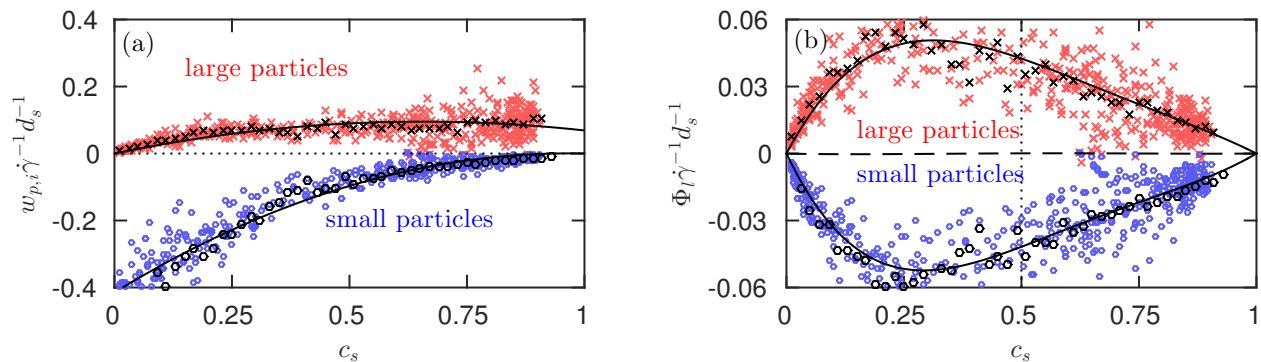 (a)
large particles
small particles
0.4
0.2
0
-0.2
-0.4
w_{p,i} γ̇^{-1} d_s^{-1}
0 0.25 0.5 0.75 1
c_s
(b)
large particles
small particles
0.06
0.03
0
-0.03
-0.06
Φ_l γ̇^{-1} d_s^{-1}
0 0.25 0.5 0.75 1
c_s